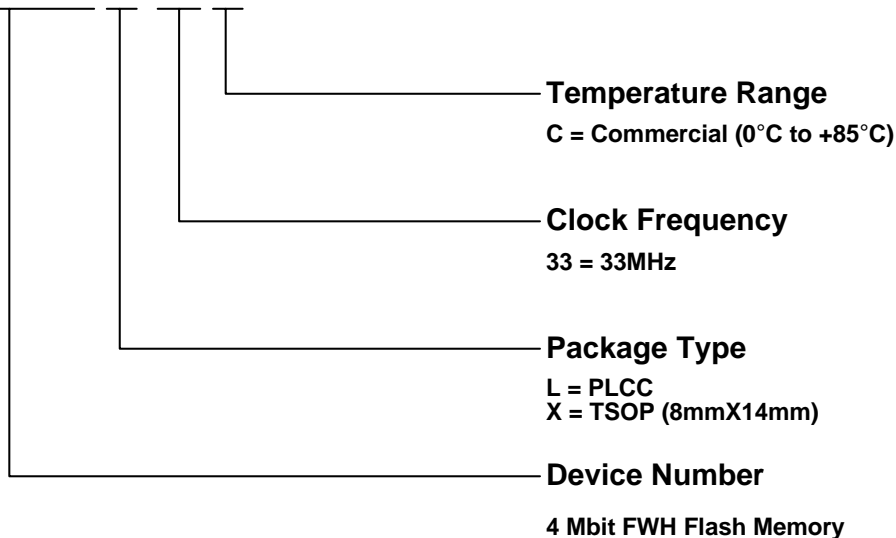 Temperature Range
C = Commercial (0°C to +85°C)
Clock Frequency
33 = 33MHz
Package Type
L = PLCC
X = TSOP (8mmX14mm)
Device Number
4 Mbit FWH Flash Memory